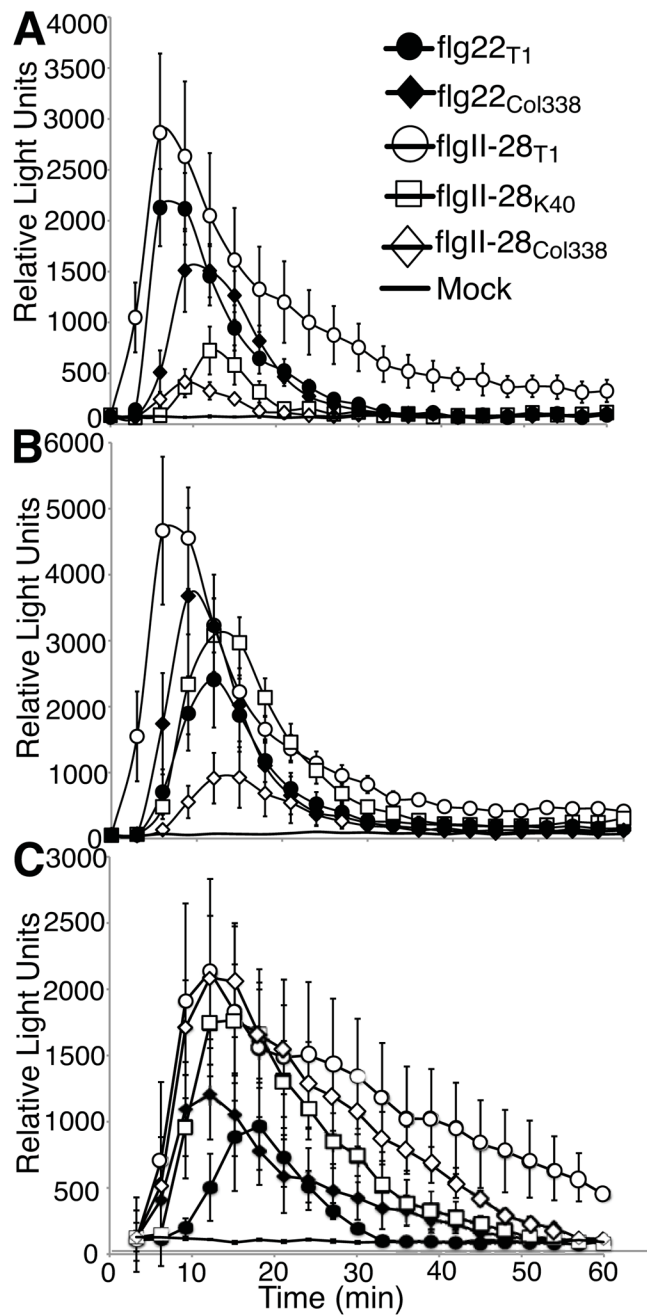 A
4000
3500
3000
2500
2000
1500
1000
500
0
Relative Light Units
flg22T1
flg22Col338
flgII-28T1
flgII-28K40
flgII-28Col338
Mock
B
6000
5000
4000
3000
2000
1000
0
Relative Light Units
C
3000
2500
2000
1500
1000
500
0
Relative Light Units
0 10 20 30 40 50 60
Time (min)